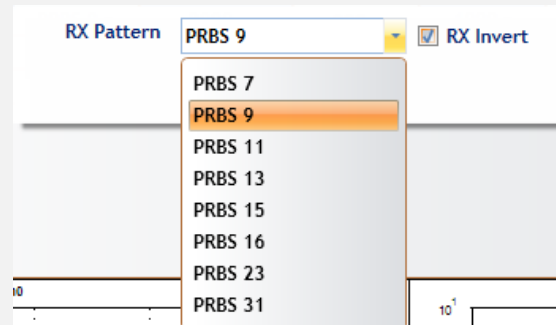 RX Pattern PRBS 9 RX Invert
PRBS 7
PRBS 9
PRBS 11
PRBS 13
PRBS 15
PRBS 16
PRBS 23
PRBS 31
10¹